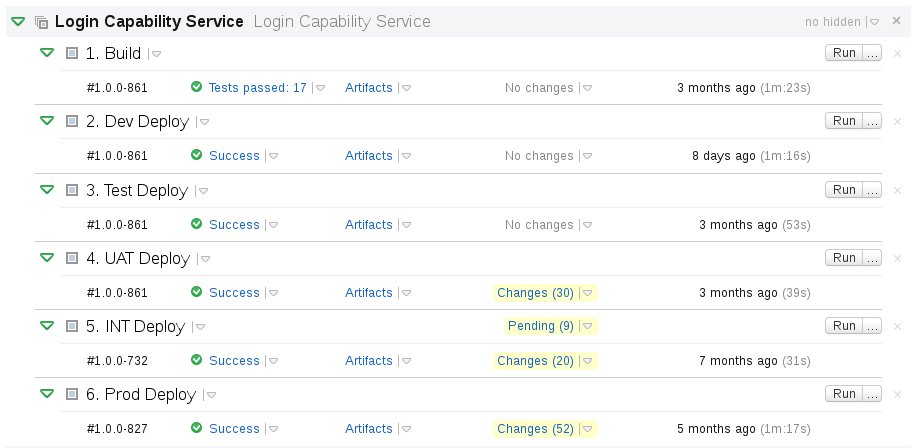 Login Capability Service Login Capability Service no hidden
1. Build Run ...
#1.0.0-861 Tests passed: 17 Artifacts No changes 3 months ago (1m:23s)
2. Dev Deploy Run ...
#1.0.0-861 Success Artifacts No changes 8 days ago (1m:16s)
3. Test Deploy Run ...
#1.0.0-861 Success Artifacts No changes 3 months ago (53s)
4. UAT Deploy Run ...
#1.0.0-861 Success Artifacts Changes (30) 3 months ago (39s)
5. INT Deploy Pending (9) Run ...
#1.0.0-732 Success Artifacts Changes (20) 7 months ago (31s)
6. Prod Deploy Run ...
#1.0.0-827 Success Artifacts Changes (52) 5 months ago (1m:17s)